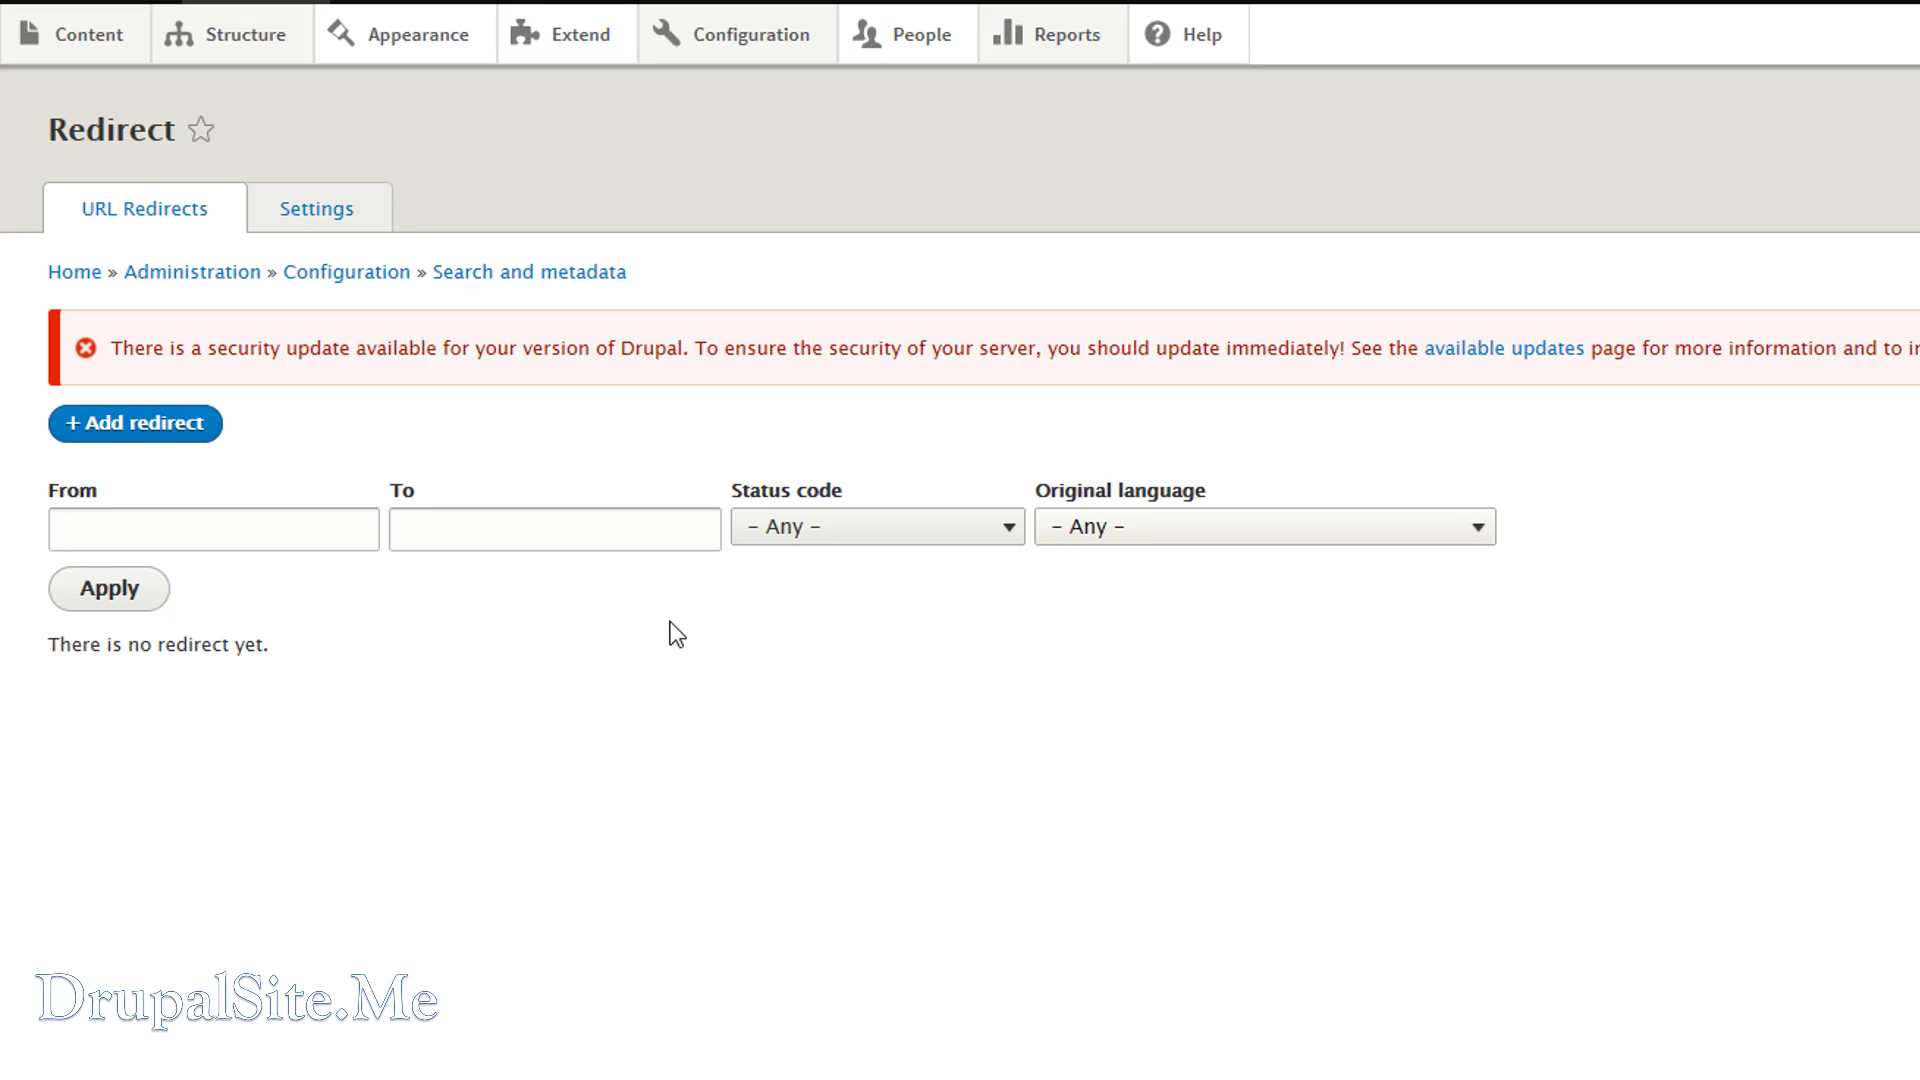 Content Structure Appearance Extend Configuration People Reports Help
Redirect
URL Redirects Settings
Home » Administration » Configuration » Search and metadata
There is a security update available for your version of Drupal. To ensure the security of your server, you should update immediately! See the available updates page for more information and to
+ Add redirect
From To Status code Original language
- Any - - Any -
Apply
There is no redirect yet.
DrupalSite.Me